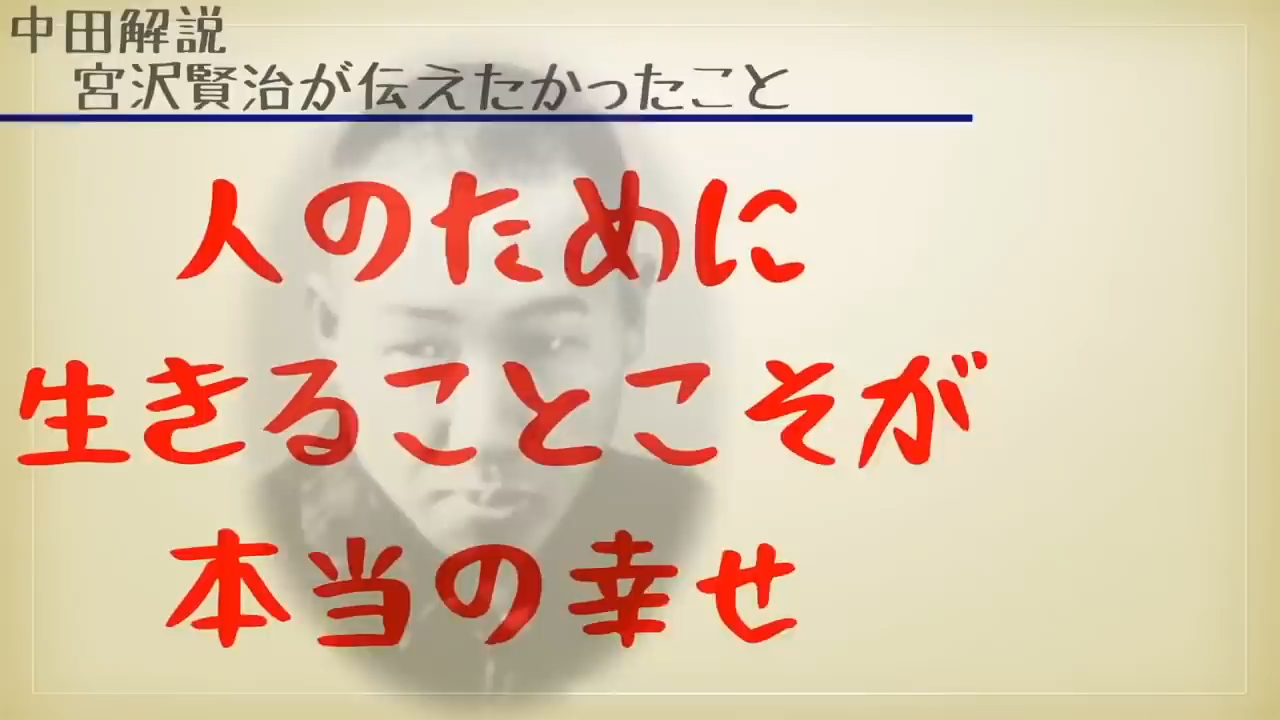 中田解説
宮沢賢治が伝えたかったこと
人のために
生きることこそが
本当の幸せ